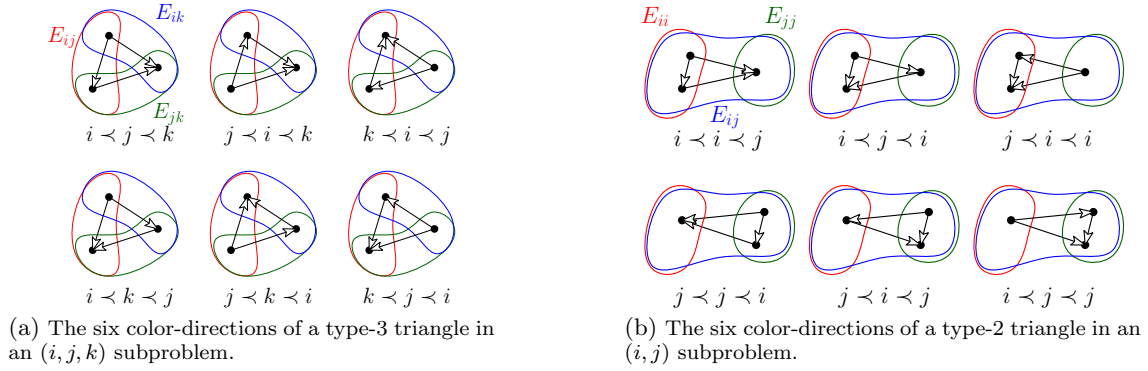 E_{ij} E_{ik} E_{jk}
i ≺ j ≺ k j ≺ i ≺ k k ≺ i ≺ j
i ≺ k ≺ j j ≺ k ≺ i k ≺ j ≺ i
(a) The six color-directions of a type-3 triangle in
an (i, j, k) subproblem.
E_{ii} E_{jj} E_{ij}
i ≺ i ≺ j i ≺ j ≺ i j ≺ i ≺ i
j ≺ j ≺ i j ≺ i ≺ j i ≺ j ≺ j
(b) The six color-directions of a type-2 triangle in an
(i, j) subproblem.